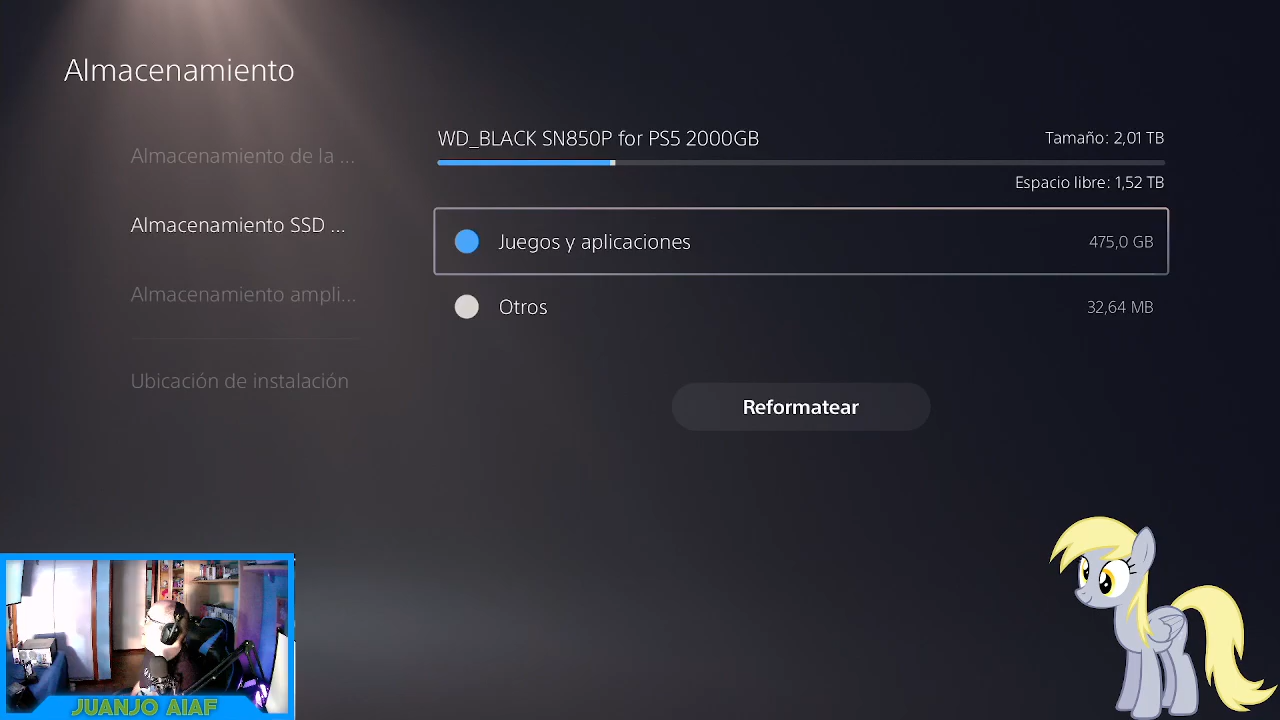 Almacenamiento
Almacenamiento de la ...
Almacenamiento SSD ...
Almacenamiento ampli...
Ubicación de instalación
WD_BLACK SN850P for PS5 2000GB
Tamaño: 2,01 TB
Espacio libre: 1,52 TB
Juegos y aplicaciones
475,0 GB
Otros
32,64 MB
Reformatear
JUANJO AIAF